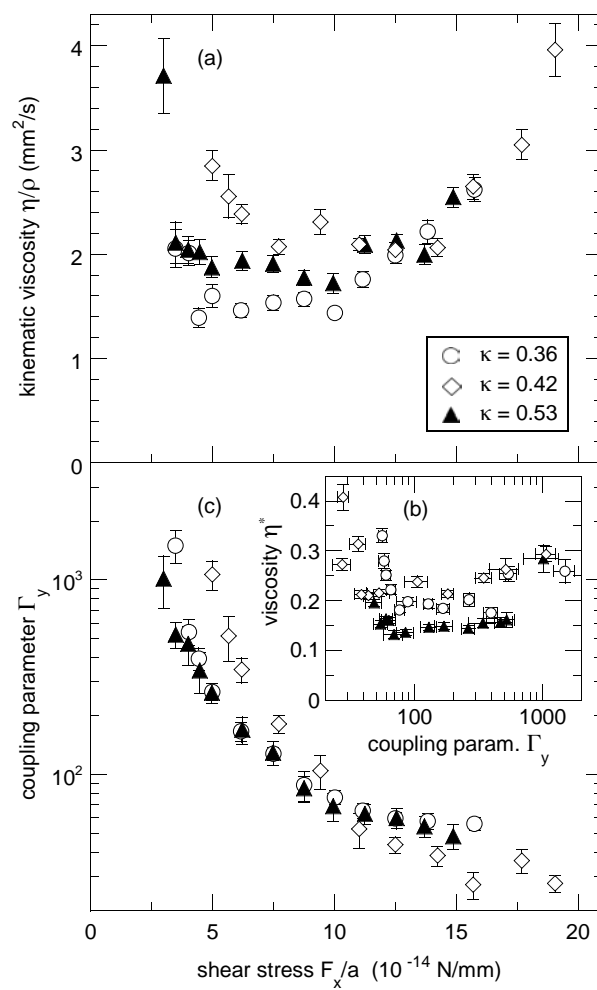 4
(a)
3
2
1
0
kinematic viscosity η/ρ (mm²/s)
κ = 0.36
κ = 0.42
κ = 0.53
(c)
10³
10²
coupling parameter Γy
(b)
0.4
0.3
0.2
0.1
0
viscosity η*
100
1000
coupling param. Γy
0
5
10
15
20
shear stress Fx/a (10⁻¹⁴ N/mm)